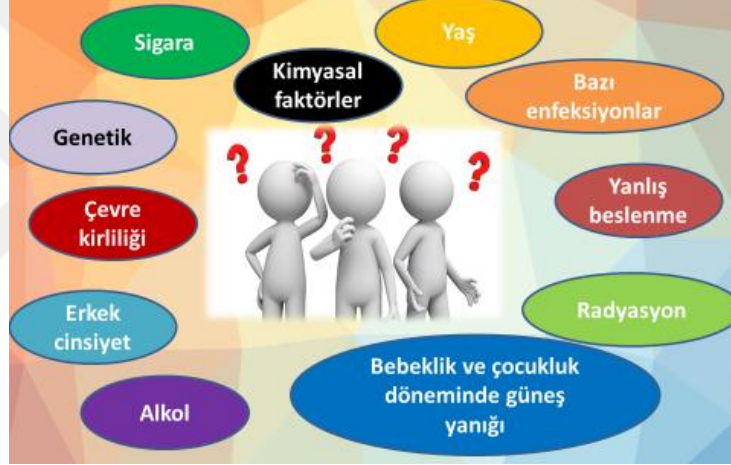 Sigara
Yaş
Kimyasal
faktörler
Bazı
enfeksiyonlar
Genetik
Çevre
kirliliği
Yanlış
beslenme
Erkek
cinsiyet
Radyasyon
Bebeklik ve çocukluk
döneminde güneş
yanığı
Alkol